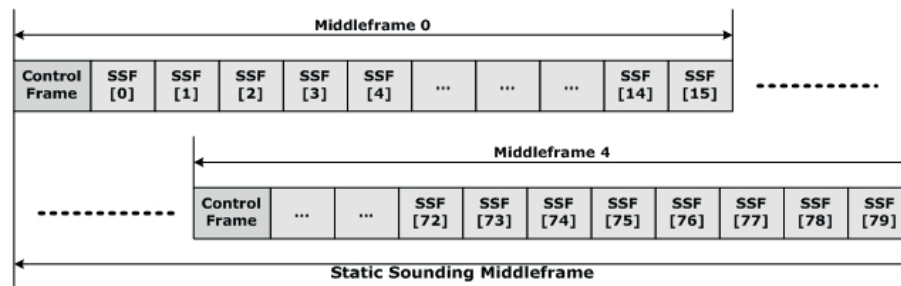 Middleframe 0
Control Frame SSF [0] SSF [1] SSF [2] SSF [3] SSF [4] ... ... ... SSF [14] SSF [15]
Middleframe 4
Control Frame ... ... SSF [72] SSF [73] SSF [74] SSF [75] SSF [76] SSF [77] SSF [78] SSF [79]
Static Sounding Middleframe